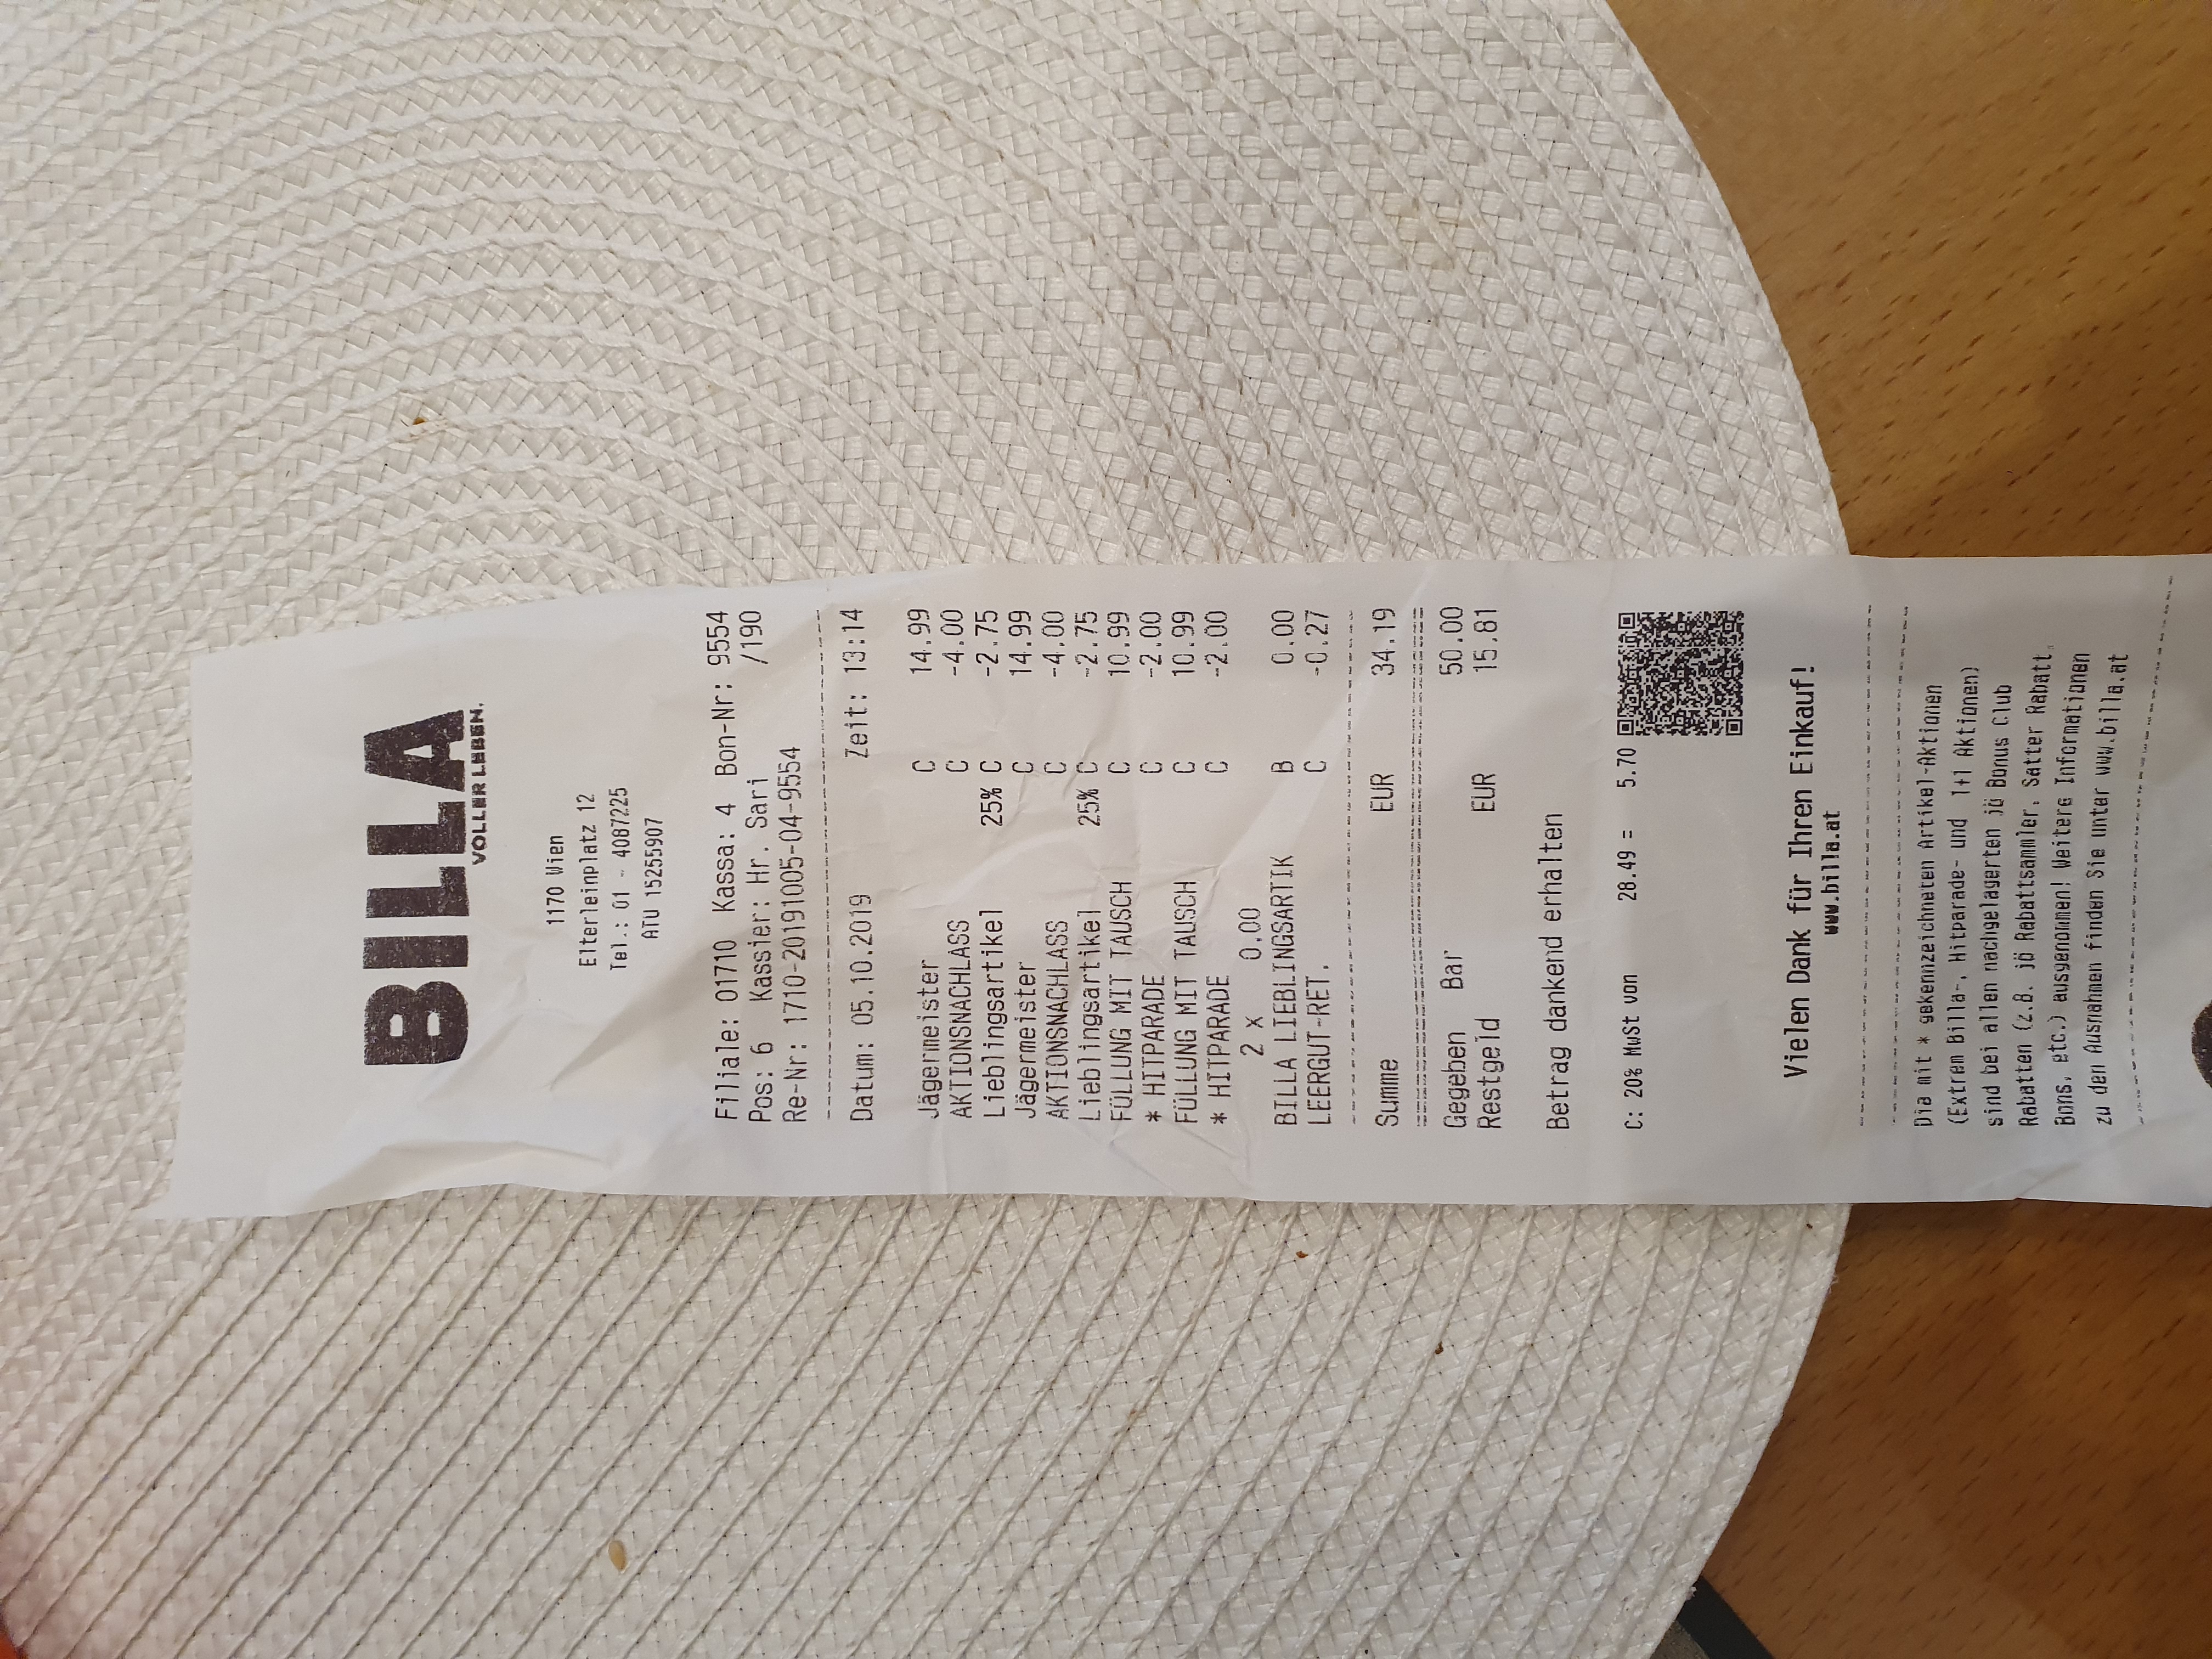 BILLA
VOLLER LEBEN.
1170 Wien
Elterleinplatz 12
Tel.: 01 - 4087225
ATU 15255907
Filiale: 01710 Kassa: 4 Bon-Nr: 9554
Pos: 6 Kassier: Hr. Sari /190
Re-Nr: 1710-20191005-04-9554
Datum: 05.10.2019 Zeit: 13:14
Jägermeister C 14.99
AKTIONSNACHLASS C -4.00
Lieblingsartikel 25% C -2.75
Jägermeister C 14.99
AKTIONSNACHLASS C -4.00
Lieblingsartikel 25% C -2.75
FÜLLUNG MIT TAUSCH C 10.99
* HITPARADE C -2.00
FÜLLUNG MIT TAUSCH C 10.99
* HITPARADE C -2.00
2 x 0.00
BILLA LIEBLINGSARTIK B 0.00
LEERGUT-RET. C -0.27
Summe EUR 34.19
Gegeben Bar 50.00
Restgeld EUR 15.81
Betrag dankend erhalten
C: 20% MwSt von 28.49 = 5.70
Vielen Dank für Ihren Einkauf!
www.billa.at
Die mit * gekennzeichneten Artikel-Aktionen
(Extrem Billa-, Hitparade- und 1+1 Aktionen)
sind bei allen nachgelagerten jö Bonus Club
Rabatten (z.B. jö Rabattsammler, Satter Rabatt,
Bons, etc.) ausgenommen! Weitere Informationen
zu den Ausnahmen finden Sie unter www.billa.at